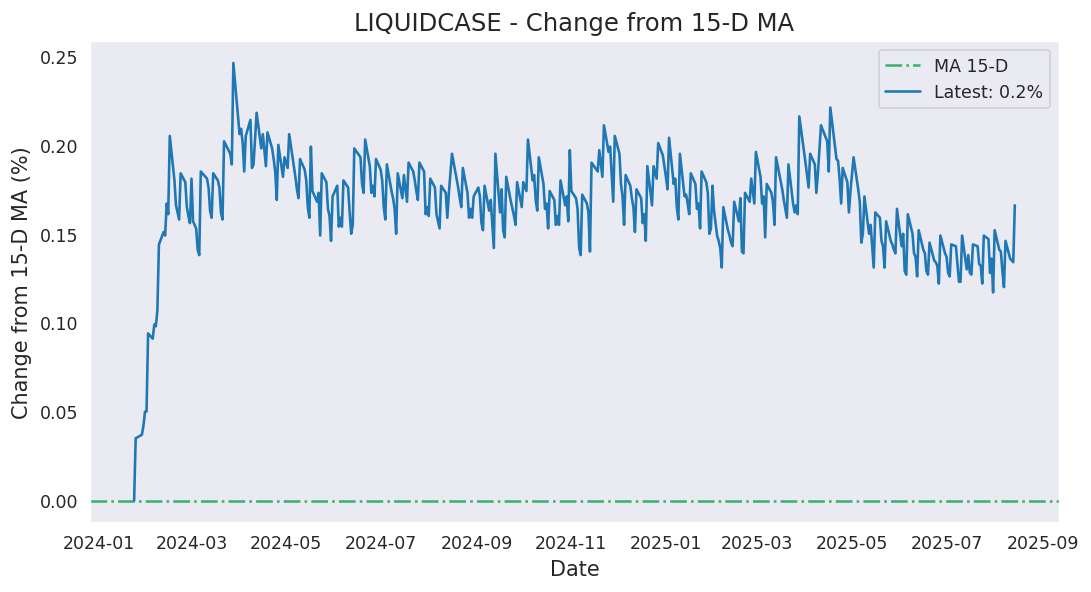 LIQUIDCASE - Change from 15-D MA
Change from 15-D MA (%)
0.25
0.20
0.15
0.10
0.05
0.00
MA 15-D
Latest: 0.2%
2024-01 2024-03 2024-05 2024-07 2024-09 2024-11 2025-01 2025-03 2025-05 2025-07 2025-09
Date